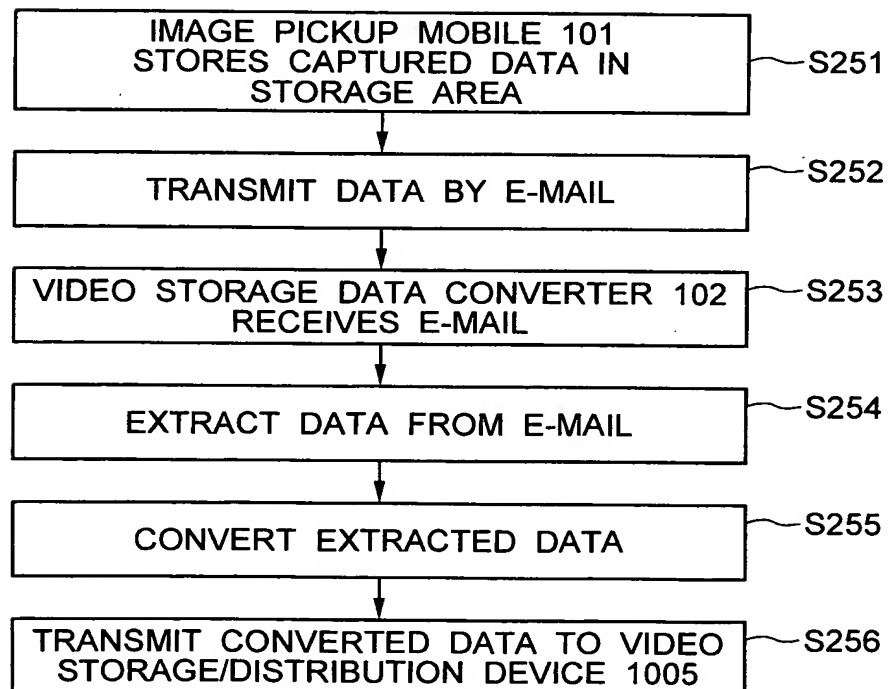 IMAGE PICKUP MOBILE 101
STORES CAPTURED DATA IN
STORAGE AREA
S251
TRANSMIT DATA BY E-MAIL
S252
VIDEO STORAGE DATA CONVERTER 102
RECEIVES E-MAIL
S253
EXTRACT DATA FROM E-MAIL
S254
CONVERT EXTRACTED DATA
S255
TRANSMIT CONVERTED DATA TO VIDEO
STORAGE/DISTRIBUTION DEVICE 1005
S256